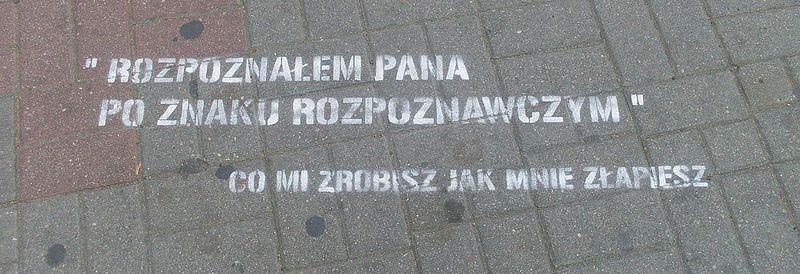 " ROZPOZNAŁEM PANA
PO ZNAKU ROZPOZNAWCZYM "
CO MI ZROBISZ JAK MNIE ZŁAPIESZ